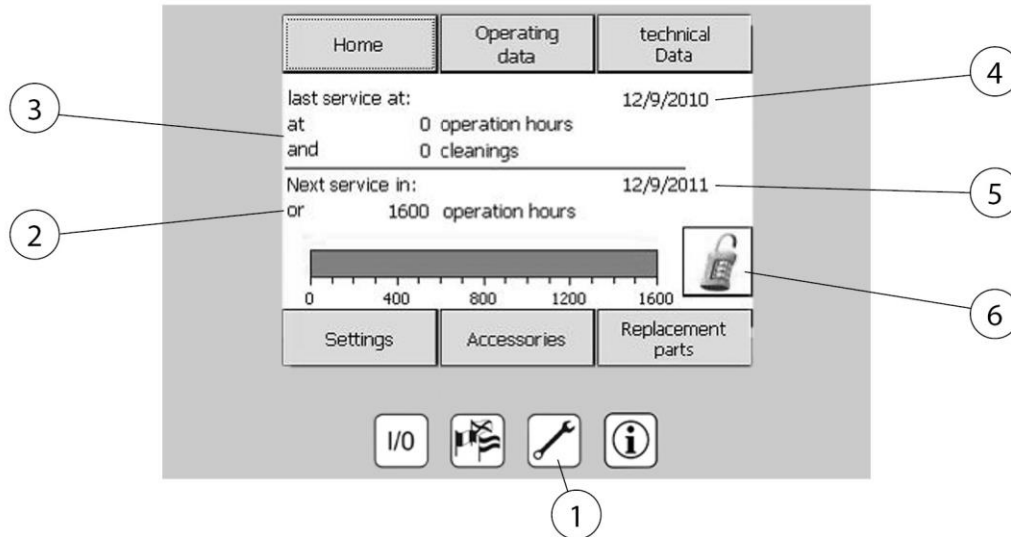 Home
Operating
data
technical
Data
last service at:
12/9/2010
at 0 operation hours
and 0 cleanings
Next service in:
12/9/2011
or 1600 operation hours
0 400 800 1200 1600
Settings
Accessories
Replacement
parts
I/0
i
3
2
4
5
6
1